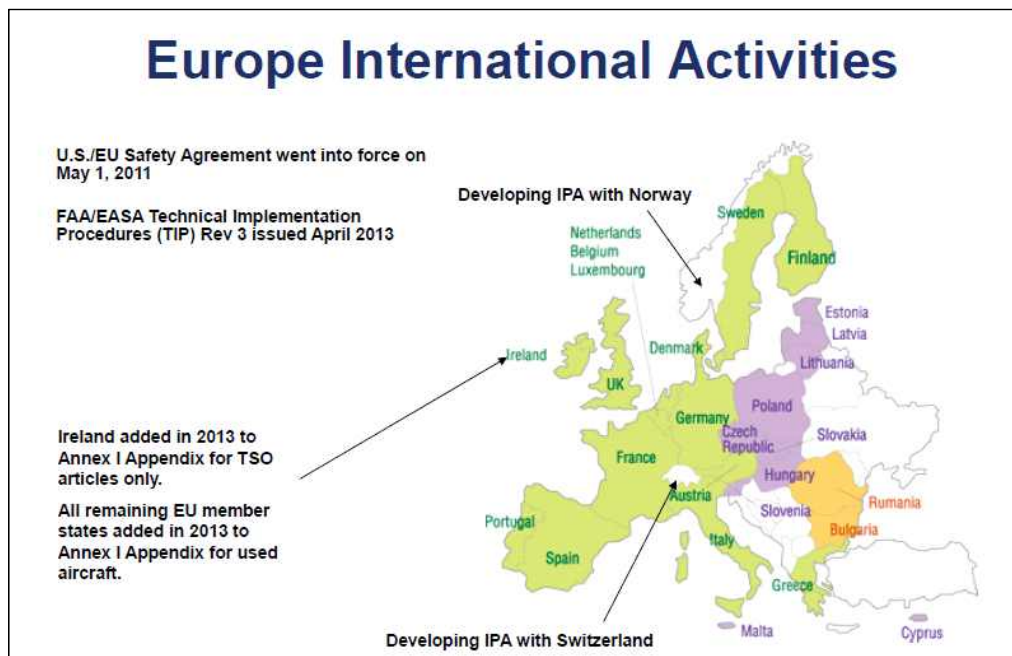 Europe International Activities
U.S./EU Safety Agreement went into force on
May 1, 2011
FAA/EASA Technical Implementation
Procedures (TIP) Rev 3 issued April 2013
Developing IPA with Norway
Sweden
Finland
Netherlands
Belgium
Luxembourg
Estonia
Latvia
Lithuania
Ireland
Denmark
UK
Germany
Poland
Czech
Republic
Slovakia
France
Hungary
Austria
Slovenia
Rumania
Bulgaria
Portugal
Spain
Italy
Greece
Malta
Cyprus
Ireland added in 2013 to
Annex I Appendix for TSO
articles only.
All remaining EU member
states added in 2013 to
Annex I Appendix for used
aircraft.
Developing IPA with Switzerland